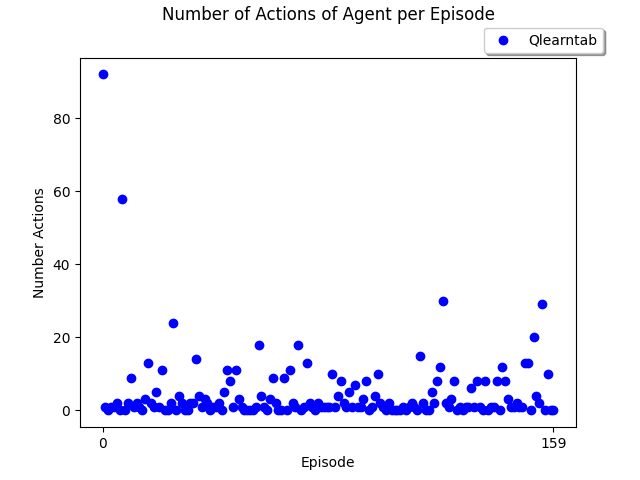 Number of Actions of Agent per Episode
Qlearntab
80
60
40
20
0
Number Actions
0
159
Episode